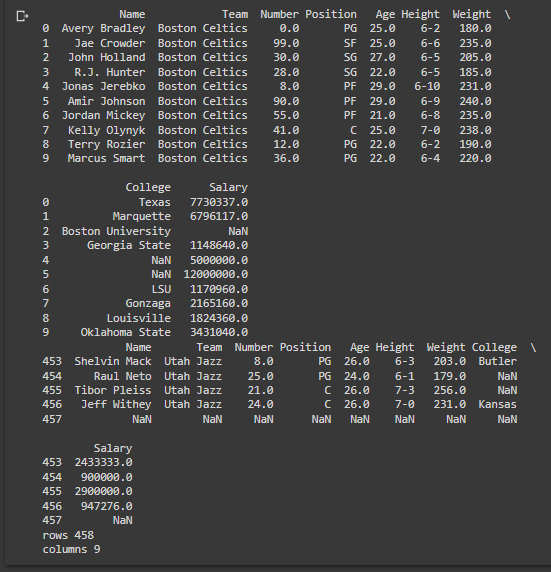 Name Team Number Position Age Height Weight \
0 Avery Bradley Boston Celtics 0.0 PG 25.0 6-2 180.0
1 Jae Crowder Boston Celtics 99.0 SF 25.0 6-6 235.0
2 John Holland Boston Celtics 30.0 SG 27.0 6-5 205.0
3 R.J. Hunter Boston Celtics 28.0 SG 22.0 6-5 185.0
4 Jonas Jerebko Boston Celtics 8.0 PF 29.0 6-10 231.0
5 Amir Johnson Boston Celtics 90.0 PF 29.0 6-9 240.0
6 Jordan Mickey Boston Celtics 55.0 PF 21.0 6-8 235.0
7 Kelly Olynyk Boston Celtics 41.0 C 25.0 7-0 238.0
8 Terry Rozier Boston Celtics 12.0 PG 22.0 6-2 190.0
9 Marcus Smart Boston Celtics 36.0 PG 22.0 6-4 220.0
College Salary
0 Texas 7730337.0
1 Marquette 6796117.0
2 Boston University NaN
3 Georgia State 1148640.0
4 NaN 5000000.0
5 NaN 12000000.0
6 LSU 1170960.0
7 Gonzaga 2165160.0
8 Louisville 1824360.0
9 Oklahoma State 3431040.0
Name Team Number Position Age Height Weight College \
453 Shelvin Mack Utah Jazz 8.0 PG 26.0 6-3 203.0 Butler
454 Raul Neto Utah Jazz 25.0 PG 24.0 6-1 179.0 NaN
455 Tibor Pleiss Utah Jazz 21.0 C 26.0 7-3 256.0 NaN
456 Jeff Withey Utah Jazz 24.0 C 26.0 7-0 231.0 Kansas
457 NaN NaN NaN NaN NaN NaN NaN NaN
Salary
453 2433333.0
454 900000.0
455 2900000.0
456 947276.0
457 NaN
rows 458
columns 9